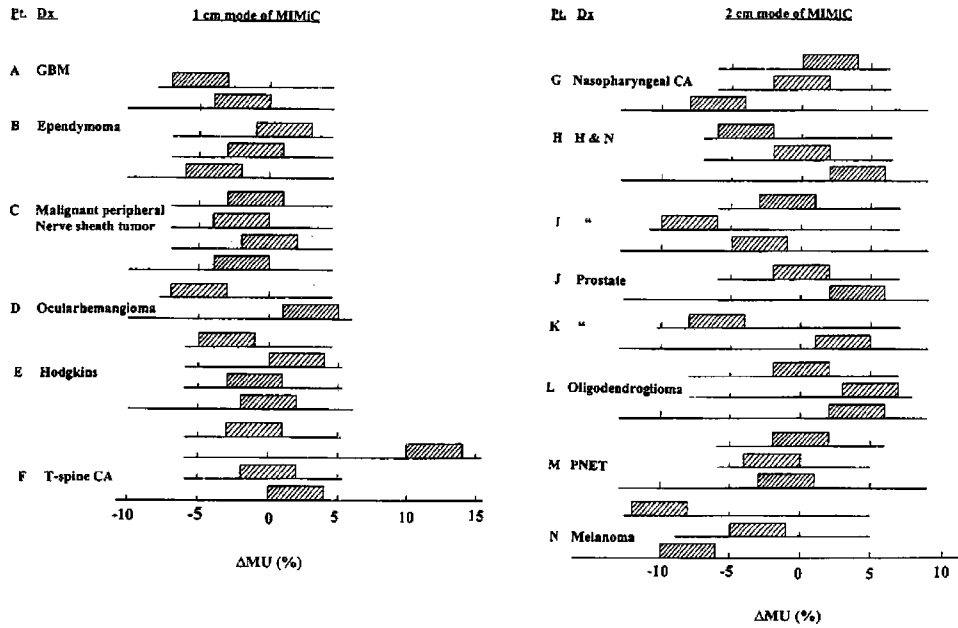 Pt. Dx 1 cm mode of MIMiC
A GBM
B Ependymoma
C Malignant peripheral
Nerve sheath tumor
D Ocularhemangioma
E Hodgkins
F T-spine CA
-10 -5 0 5 10 15
ΔMU (%)
Pt. Dx 2 cm mode of MIMiC
G Nasopharyngeal CA
H H & N
I “
J Prostate
K “
L Oligodendroglioma
M PNET
N Melanoma
-10 -5 0 5 10
ΔMU (%)